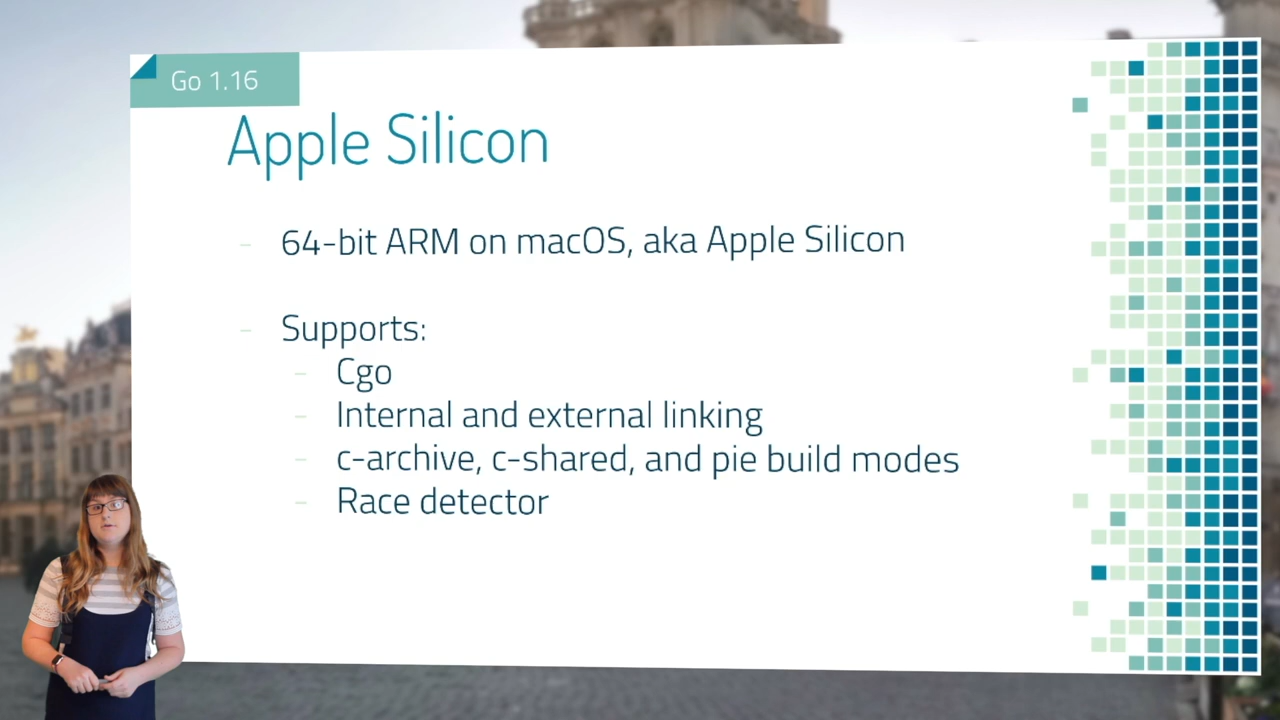 Go 1.16
Apple Silicon
- 64-bit ARM on macOS, aka Apple Silicon
- Supports:
- Cgo
- Internal and external linking
- c-archive, c-shared, and pie build modes
- Race detector